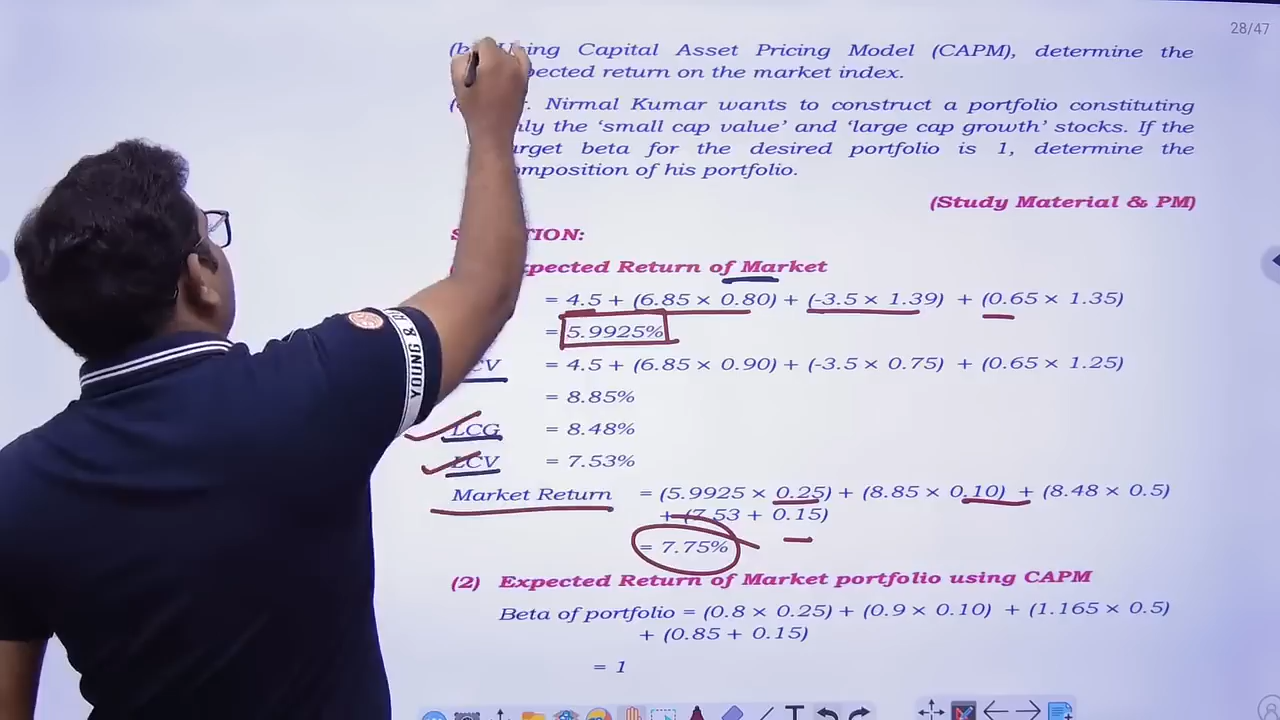 28/47
Using Capital Asset Pricing Model (CAPM), determine the
return on the market index.
Nirmal Kumar wants to construct a portfolio constituting
the ‘small cap value’ and ‘large cap growth’ stocks. If the
beta for the desired portfolio is 1, determine the
of his portfolio.
(Study Material & PM)
Return of Market
= 4.5 + (6.85 × 0.80) + (-3.5 × 1.39) + (0.65 × 1.35)
= 5.9925%
= 4.5 + (6.85 × 0.90) + (-3.5 × 0.75) + (0.65 × 1.25)
= 8.85%
LCG = 8.48%
LCV = 7.53%
Market Return = (5.9925 × 0.25) + (8.85 × 0.10) + (8.48 × 0.5)
+ (7.53 + 0.15)
= 7.75%
(2) Expected Return of Market portfolio using CAPM
Beta of portfolio = (0.8 × 0.25) + (0.9 × 0.10) + (1.165 × 0.5)
+ (0.85 + 0.15)
= 1
YOUNG &